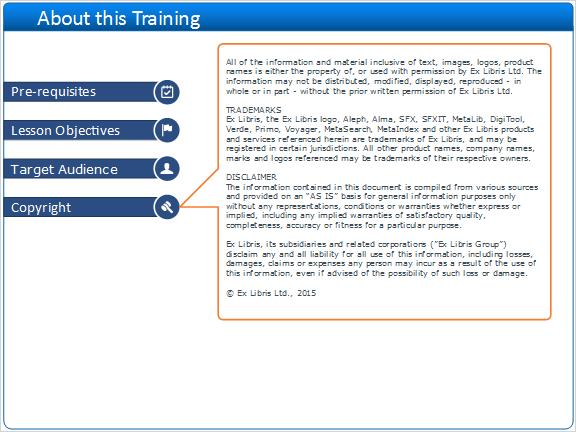 About this Training
Pre-requisites
Lesson Objectives
Target Audience
Copyright
All of the information and material inclusive of text, images, logos, product
names is either the property of, or used with permission by Ex Libris Ltd. The
information may not be distributed, modified, displayed, reproduced - in
whole or in part - without the prior written permission of Ex Libris Ltd.
TRADEMARKS
Ex Libris, the Ex Libris logo, Aleph, Alma, SFX, SFXIT, MetaLib, DigiTool,
Verde, Primo, Voyager, MetaSearch, MetaIndex and other Ex Libris products
and services referenced herein are trademarks of Ex Libris, and may be
registered in certain jurisdictions. All other product names, company names,
marks and logos referenced may be trademarks of their respective owners.
DISCLAIMER
The information contained in this document is compiled from various sources
and provided on an "AS IS" basis for general information purposes only
without any representations, conditions or warranties whether express or
implied, including any implied warranties of satisfactory quality,
completeness, accuracy or fitness for a particular purpose.
Ex Libris, its subsidiaries and related corporations ("Ex Libris Group")
disclaim any and all liability for all use of this information, including losses,
damages, claims or expenses any person may incur as a result of the use of
this information, even if advised of the possibility of such loss or damage.
© Ex Libris Ltd., 2015